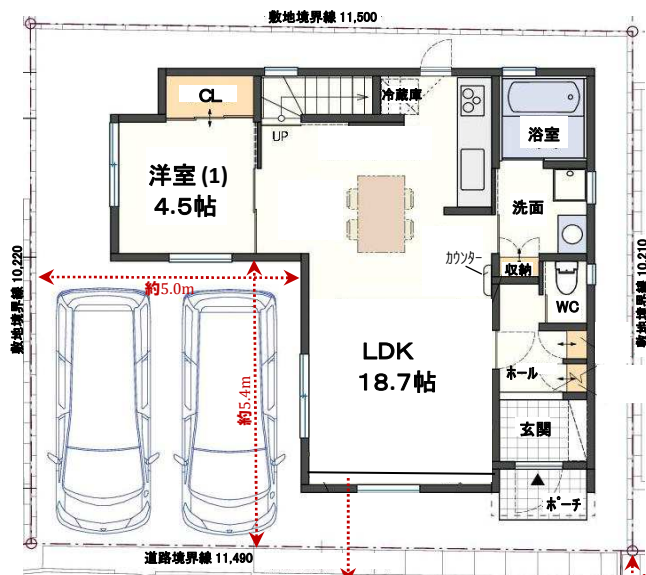 敷地境界線 11,500
CL
冷蔵庫
浴室
UP
洋室 (1)
4.5帖
洗面
敷地境界線 10,220
敷地境界線 10,210
カウンター
収納
約5.0m
WC
LDK
18.7帖
ホール
約5.4m
玄関
ポーチ
道路境界線 11,490